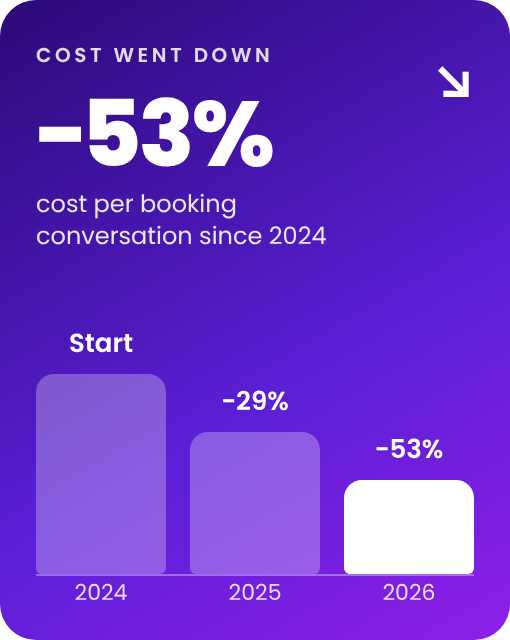 COST WENT DOWN
-53%
cost per booking
conversation since 2024
Start
-29%
-53%
2024
2025
2026